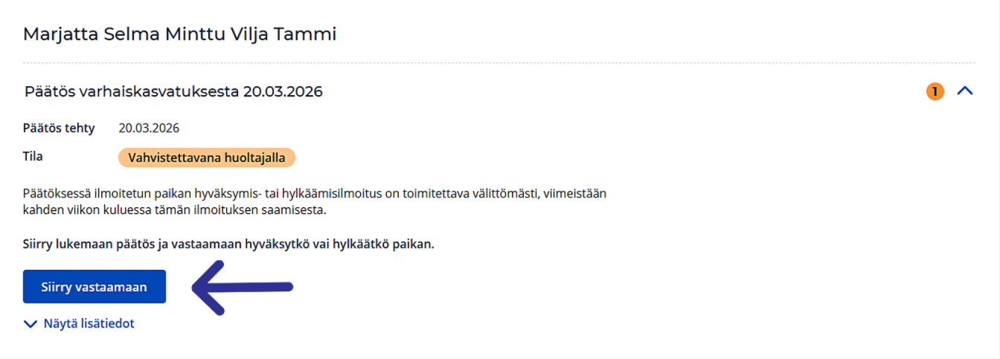 Marjatta Selma Minttu Vilja Tammi
Päätös varhaiskasvatuksesta 20.03.2026
1
Päätös tehty 20.03.2026
Tila Vahvistettavana huoltajalla
Päätöksessä ilmoitetun paikan hyväksymis- tai hylkäämisilmoitus on toimitettava välittömästi, viimeistään
kahden viikon kuluessa tämän ilmoituksen saamisesta.
Siirry lukemaan päätös ja vastaamaan hyväksytkö vai hylkäätkö paikan.
Siirry vastaamaan
Näytä lisätiedot